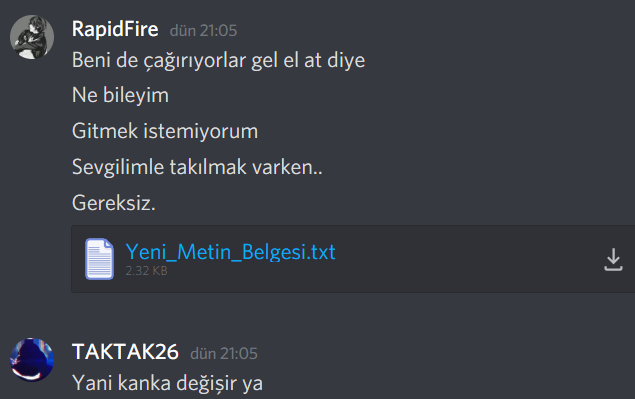 RapidFire dün 21:05
Beni de çağırıyorlar gel el at diye
Ne bileyim
Gitmek istemiyorum
Sevgilimle takılmak varken..
Gereksiz.
Yeni_Metin_Belgesi.txt
2.32 KB
TAKTAK26 dün 21:05
Yani kanka değişir ya